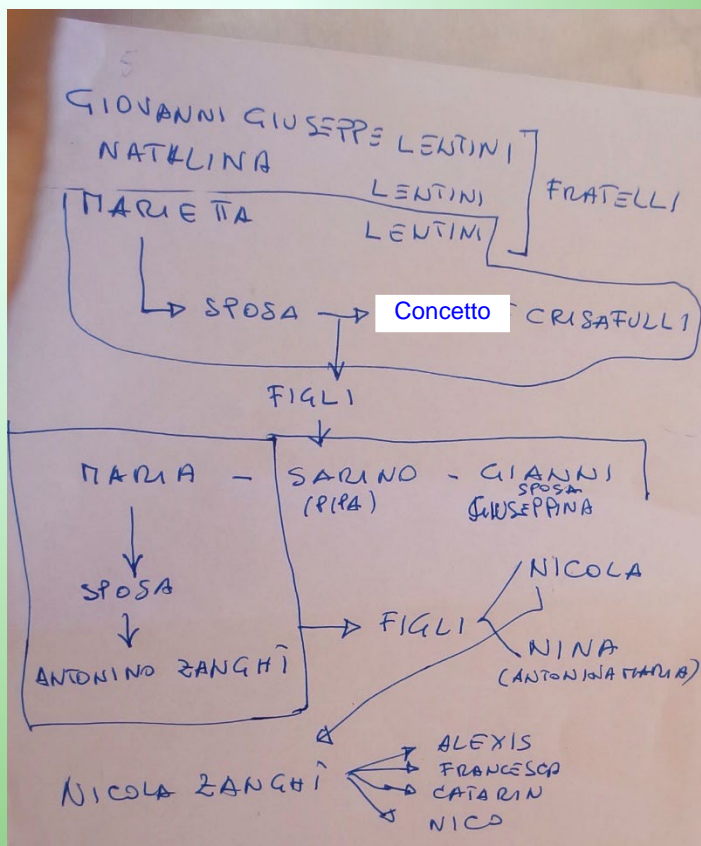 5
GIOVANNI GIUSEPPE LENTINI
NATALINA LENTINI
FRATELLI
MARIETTA LENTINI
SPOSA Concetto CRISAFULLI
FIGLI
MARIA - SARINO - GIANNI
(PIPA) SPOSA
GIUSEPPINA
NICOLA
SPOSA
FIGLI
NINA
ANTONINO ZANGHÌ
(ANTONINA MARIA)
ALEXIS
NICOLA ZANGHÌ
FRANCESCA
CATARIN
NICO